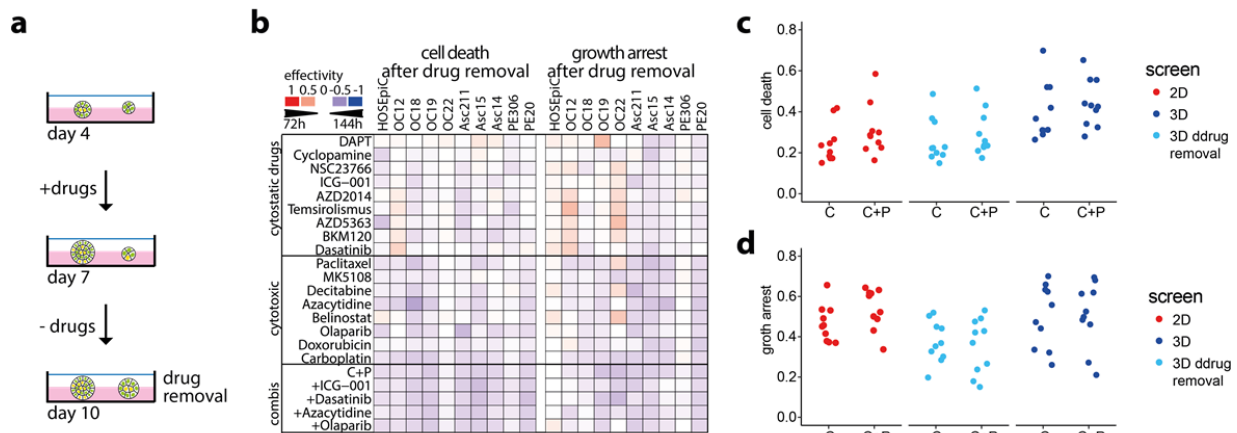 a
day 4
+drugs
day 7
- drugs
day 10
drug
removal
b
cell death
after drug removal
growth arrest
after drug removal
effectivity
1 0.5 0 -0.5 -1
72h 144h
HOSEpiC OC12 OC18 OC19 OC22 Asc211 Asc15 Asc14 PE306 PE20
HOSEpiC OC12 OC18 OC19 OC22 Asc211 Asc15 Asc14 PE306 PE20
cytostatic drugs
DAPT
Cyclopamine
NSC23766
ICG-001
AZD2014
Temsirolismus
AZD5363
BKM120
Dasatinib
cytotoxic
Paclitaxel
MK5108
Decitabine
Azacytidine
Belinostat
Olaparib
Doxorubicin
Carboplatin
combis
C+P
+ICG-001
+Dasatinib
+Azacytidine
+Olaparib
c
cell death
0.8
0.6
0.4
0.2
0.0
C C+P C C+P C C+P
screen
2D
3D
3D ddrug
removal
d
groth arrest
0.8
0.6
0.4
0.2
0.0
C C+P C C+P C C+P
screen
2D
3D
3D ddrug
removal